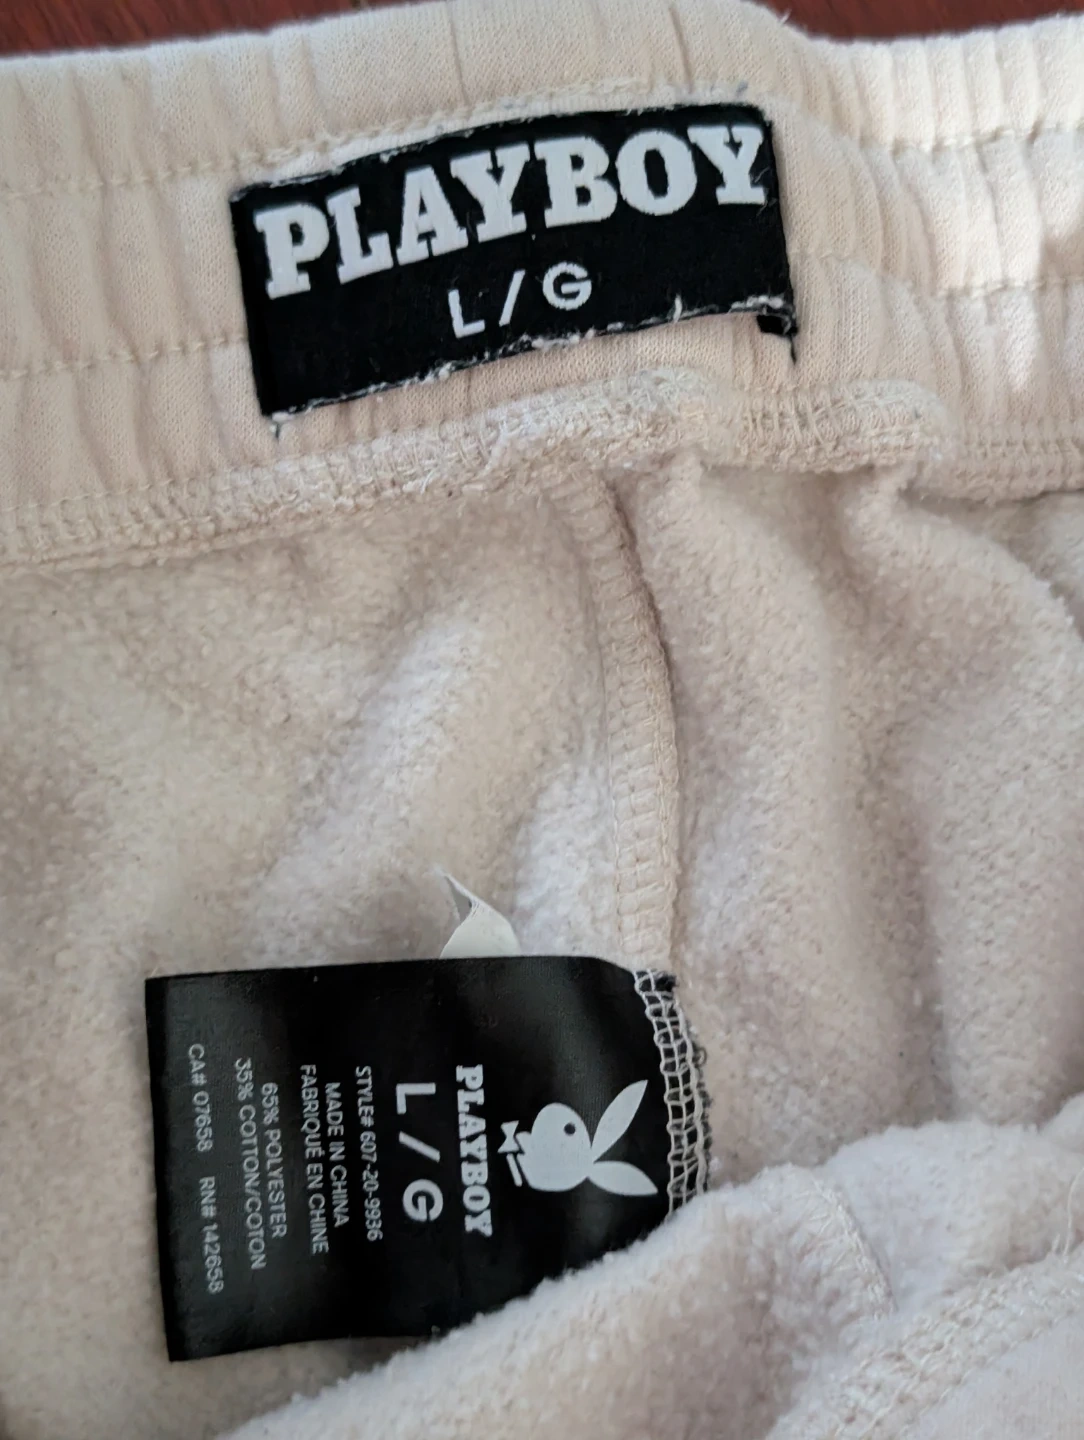 PLAYBOY
L / G
PLAYBOY
L / G
STYLE# 607-20-9936
MADE IN CHINA
FABRIQUÉ EN CHINE
65% POLYESTER
35% COTTON/COTON
CA# 07658 RN# 142658